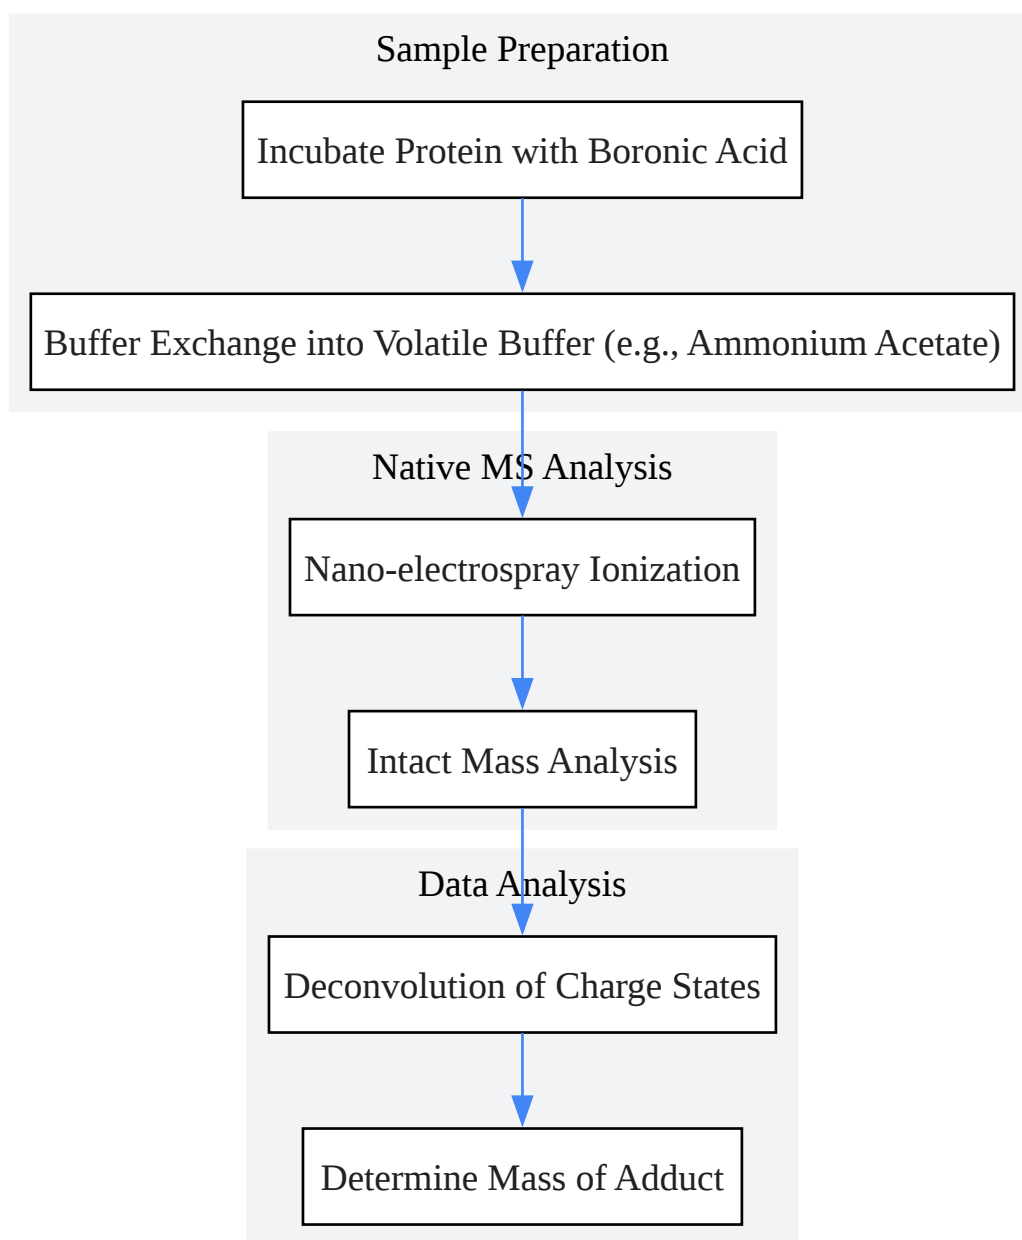 Sample Preparation
Incubate Protein with Boronic Acid
Buffer Exchange into Volatile Buffer (e.g., Ammonium Acetate)
Native MS Analysis
Nano-electrospray Ionization
Intact Mass Analysis
Data Analysis
Deconvolution of Charge States
Determine Mass of Adduct